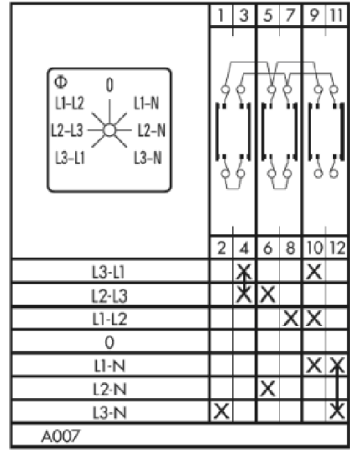 1 3 5 7 9 11
Φ 0
L1-L2 L1-N
L2-L3 L2-N
L3-L1 L3-N
2 4 6 8 10 12
L3-L1 X X
L2-L3 X X
L1-L2 X X
0
L1-N X X
L2-N X
L3-N X X
A007